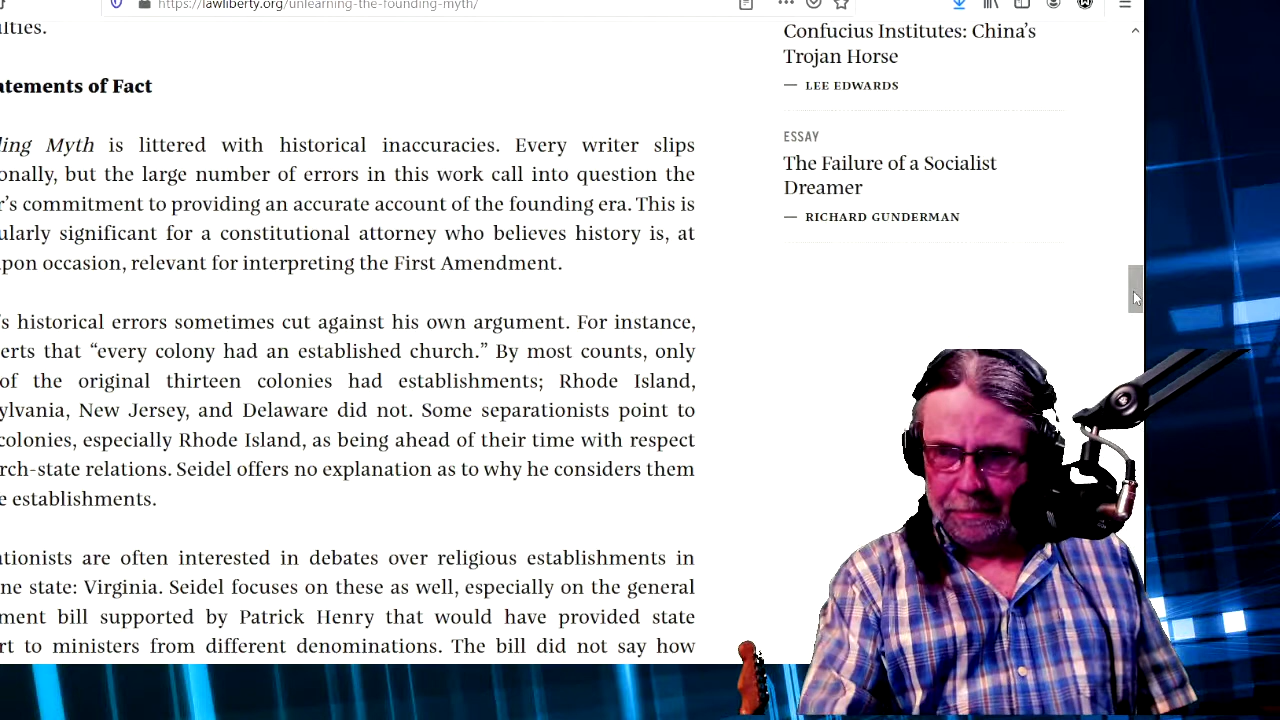 https://lawliberty.org/unlearning-the-founding-myth/
ulties.
atements of Fact
ding Myth is littered with historical inaccuracies. Every writer slips
onally, but the large number of errors in this work call into question the
r’s commitment to providing an accurate account of the founding era. This is
ularly significant for a constitutional attorney who believes history is, at
upon occasion, relevant for interpreting the First Amendment.
’s historical errors sometimes cut against his own argument. For instance,
erts that “every colony had an established church.” By most counts, only
of the original thirteen colonies had establishments; Rhode Island,
ylvania, New Jersey, and Delaware did not. Some separationists point to
colonies, especially Rhode Island, as being ahead of their time with respect
rch-state relations. Seidel offers no explanation as to why he considers them
e establishments.
ationists are often interested in debates over religious establishments in
ne state: Virginia. Seidel focuses on these as well, especially on the general
ment bill supported by Patrick Henry that would have provided state
rt to ministers from different denominations. The bill did not say how
Confucius Institutes: China’s
Trojan Horse
— LEE EDWARDS
ESSAY
The Failure of a Socialist
Dreamer
— RICHARD GUNDERMAN